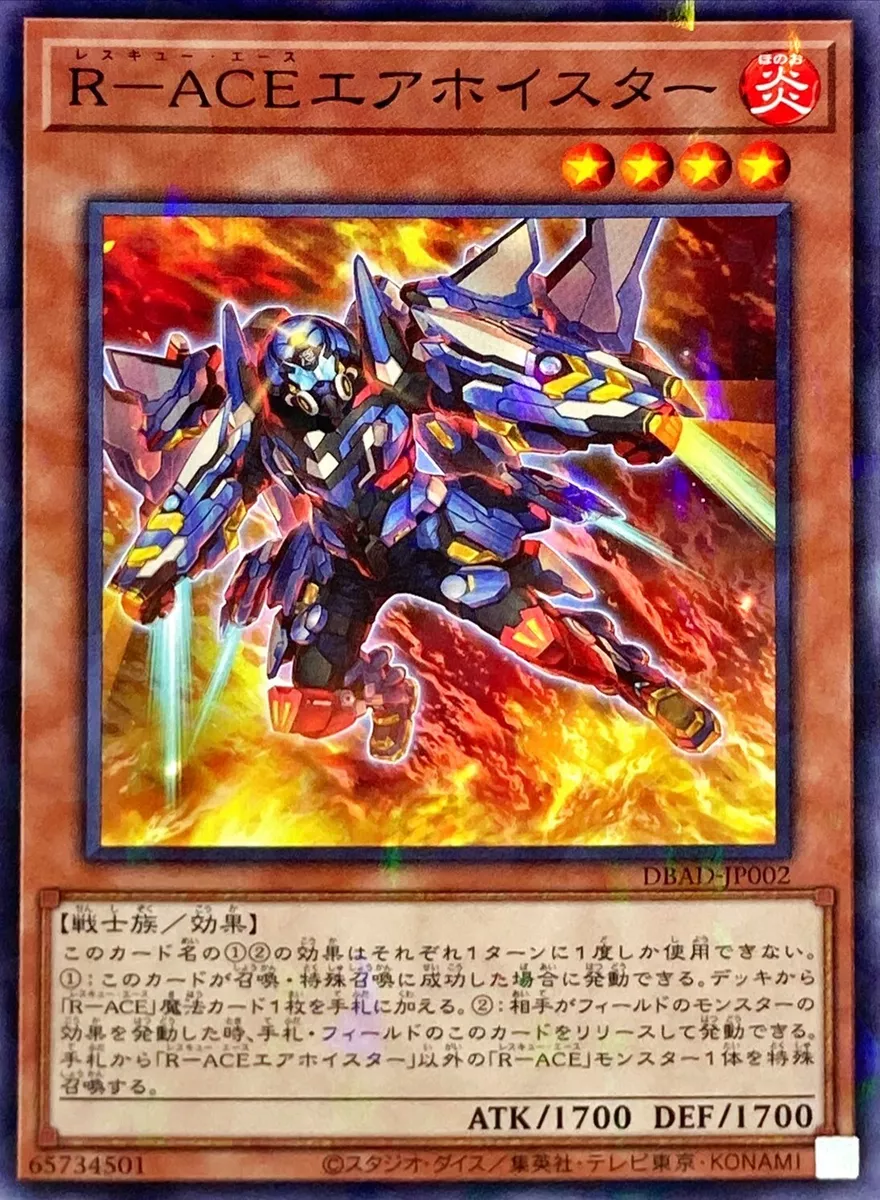 レスキュー・エース
R－ACEエアホイスター
ほのお
炎
DBAD-JP002
【戦士族／効果】
このカード名の①②の効果はそれぞれ1ターンに1度しか使用できない。
①：このカードが召喚・特殊召喚に成功した場合に発動できる。デッキから
「R－ACE」魔法カード1枚を手札に加える。②：相手がフィールドのモンスターの
効果を発動した時、手札・フィールドのこのカードをリリースして発動できる。
手札から「R－ACEエアホイスター」以外の「R－ACE」モンスター1体を特殊
召喚する。
ATK/1700 DEF/1700
65734501
©スタジオ・ダイス／集英社・テレビ東京・KONAMI